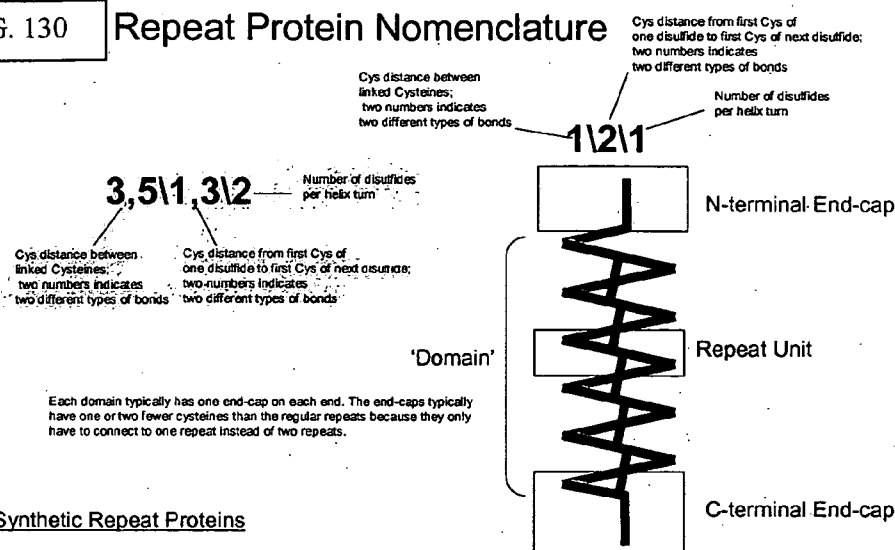 G. 130
Repeat Protein Nomenclature
Cys distance from first Cys of
one disulfide to first Cys of next disulfide;
two numbers indicates
two different types of bonds
Cys distance between
linked Cysteines;
two numbers indicates
two different types of bonds
Number of disulfides
per helix turn
1\2\1
3,5\1,3\2
Number of disulfides
per helix turn
Cys distance between
linked Cysteines;
two numbers indicates
two different types of bonds
Cys distance from first Cys of
one disulfide to first Cys of next disulfide;
two numbers indicates
two different types of bonds
N-terminal End-cap
'Domain'
Repeat Unit
Each domain typically has one end-cap on each end. The end-caps typically
have one or two fewer cysteines than the regular repeats because they only
have to connect to one repeat instead of two repeats.
C-terminal End-cap
Synthetic Repeat Proteins